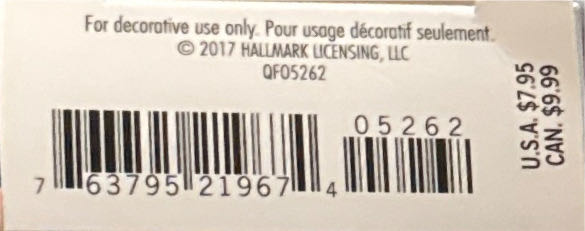 For decorative use only. Pour usage décoratif seulement.
© 2017 HALLMARK LICENSING, LLC
QFO5262
U.S.A. $7.95
CAN. $9.99
05262
7 63795 21967 4